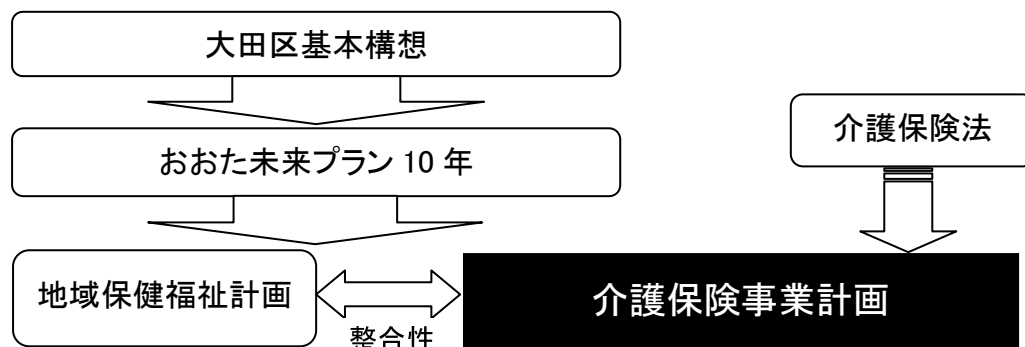 大田区基本構想
介護保険法
おおた未来プラン 10 年
地域保健福祉計画
介護保険事業計画
整合性